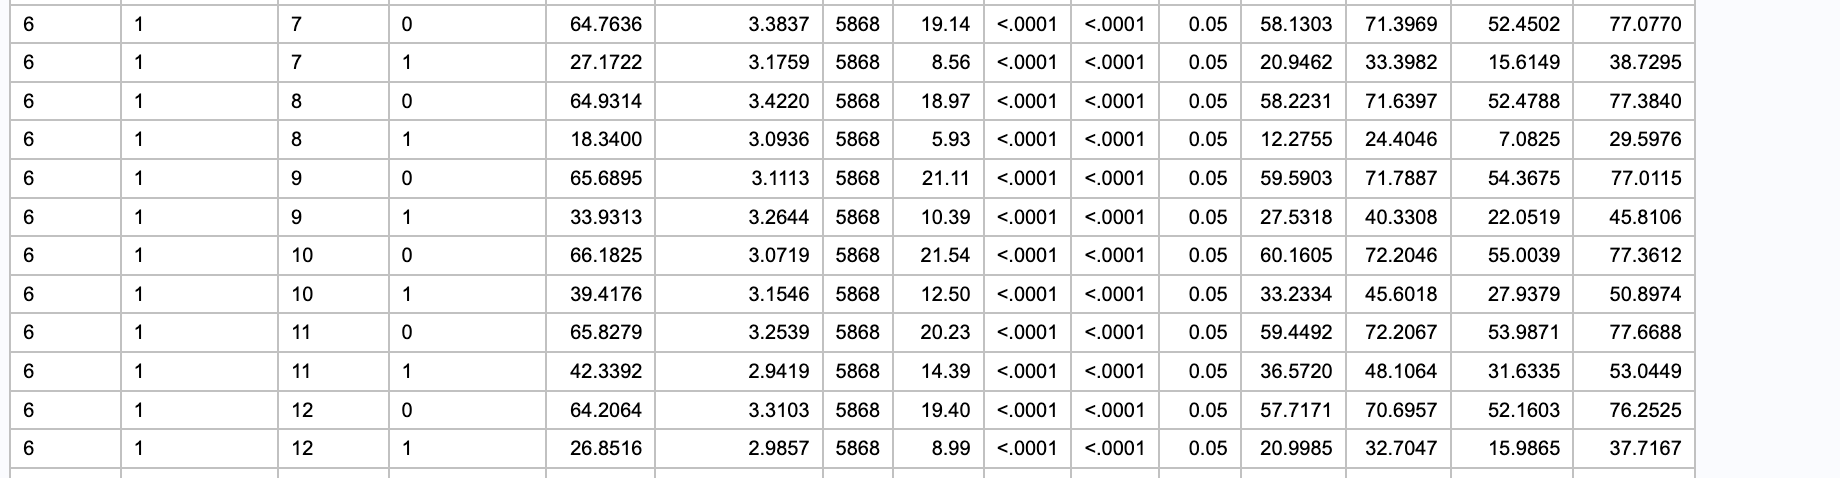 6 1 7 0 64.7636 3.3837 5868 19.14 <.0001 <.0001 0.05 58.1303 71.3969 52.4502 77.0770
6 1 7 1 27.1722 3.1759 5868 8.56 <.0001 <.0001 0.05 20.9462 33.3982 15.6149 38.7295
6 1 8 0 64.9314 3.4220 5868 18.97 <.0001 <.0001 0.05 58.2231 71.6397 52.4788 77.3840
6 1 8 1 18.3400 3.0936 5868 5.93 <.0001 <.0001 0.05 12.2755 24.4046 7.0825 29.5976
6 1 9 0 65.6895 3.1113 5868 21.11 <.0001 <.0001 0.05 59.5903 71.7887 54.3675 77.0115
6 1 9 1 33.9313 3.2644 5868 10.39 <.0001 <.0001 0.05 27.5318 40.3308 22.0519 45.8106
6 1 10 0 66.1825 3.0719 5868 21.54 <.0001 <.0001 0.05 60.1605 72.2046 55.0039 77.3612
6 1 10 1 39.4176 3.1546 5868 12.50 <.0001 <.0001 0.05 33.2334 45.6018 27.9379 50.8974
6 1 11 0 65.8279 3.2539 5868 20.23 <.0001 <.0001 0.05 59.4492 72.2067 53.9871 77.6688
6 1 11 1 42.3392 2.9419 5868 14.39 <.0001 <.0001 0.05 36.5720 48.1064 31.6335 53.0449
6 1 12 0 64.2064 3.3103 5868 19.40 <.0001 <.0001 0.05 57.7171 70.6957 52.1603 76.2525
6 1 12 1 26.8516 2.9857 5868 8.99 <.0001 <.0001 0.05 20.9985 32.7047 15.9865 37.7167